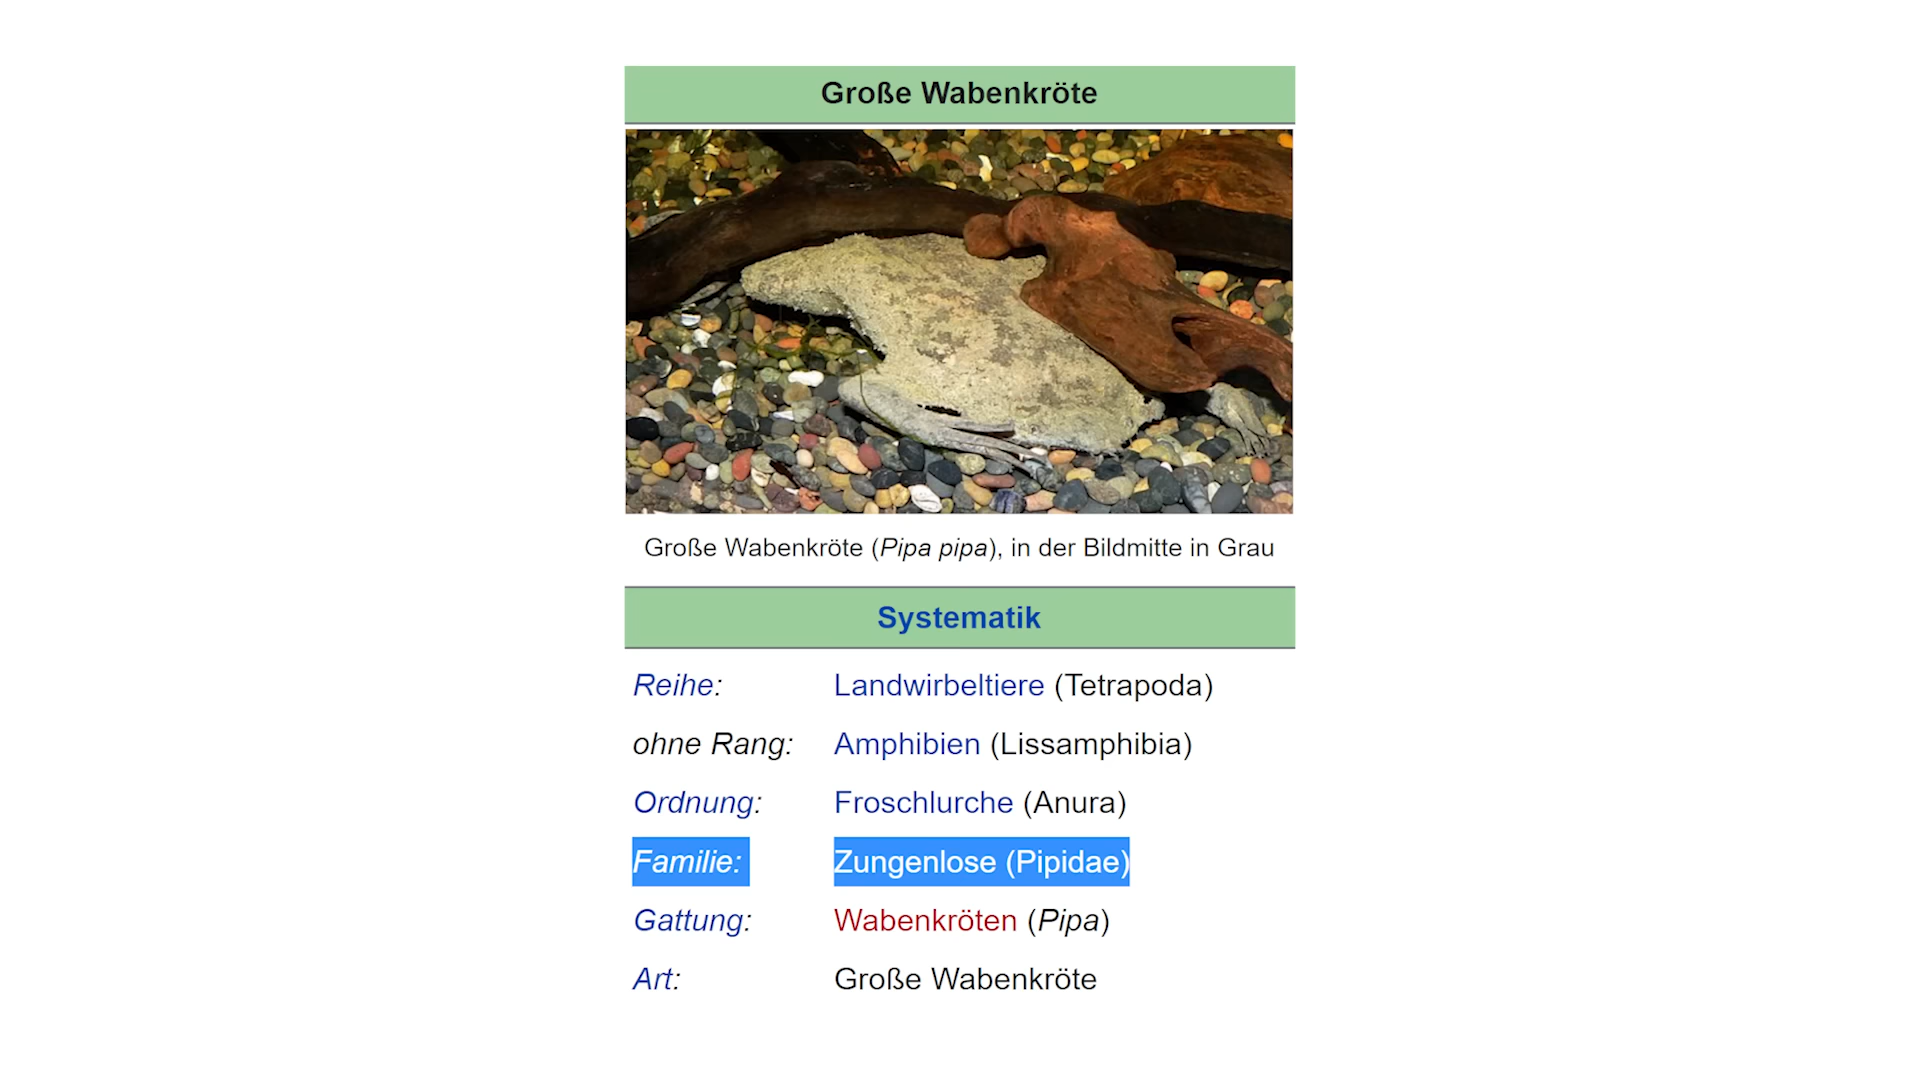 Große Wabenkröte
Große Wabenkröte (Pipa pipa), in der Bildmitte in Grau
Systematik
Reihe: Landwirbeltiere (Tetrapoda)
ohne Rang: Amphibien (Lissamphibia)
Ordnung: Froschlurche (Anura)
Familie: Zungenlose (Pipidae)
Gattung: Wabenkröten (Pipa)
Art: Große Wabenkröte